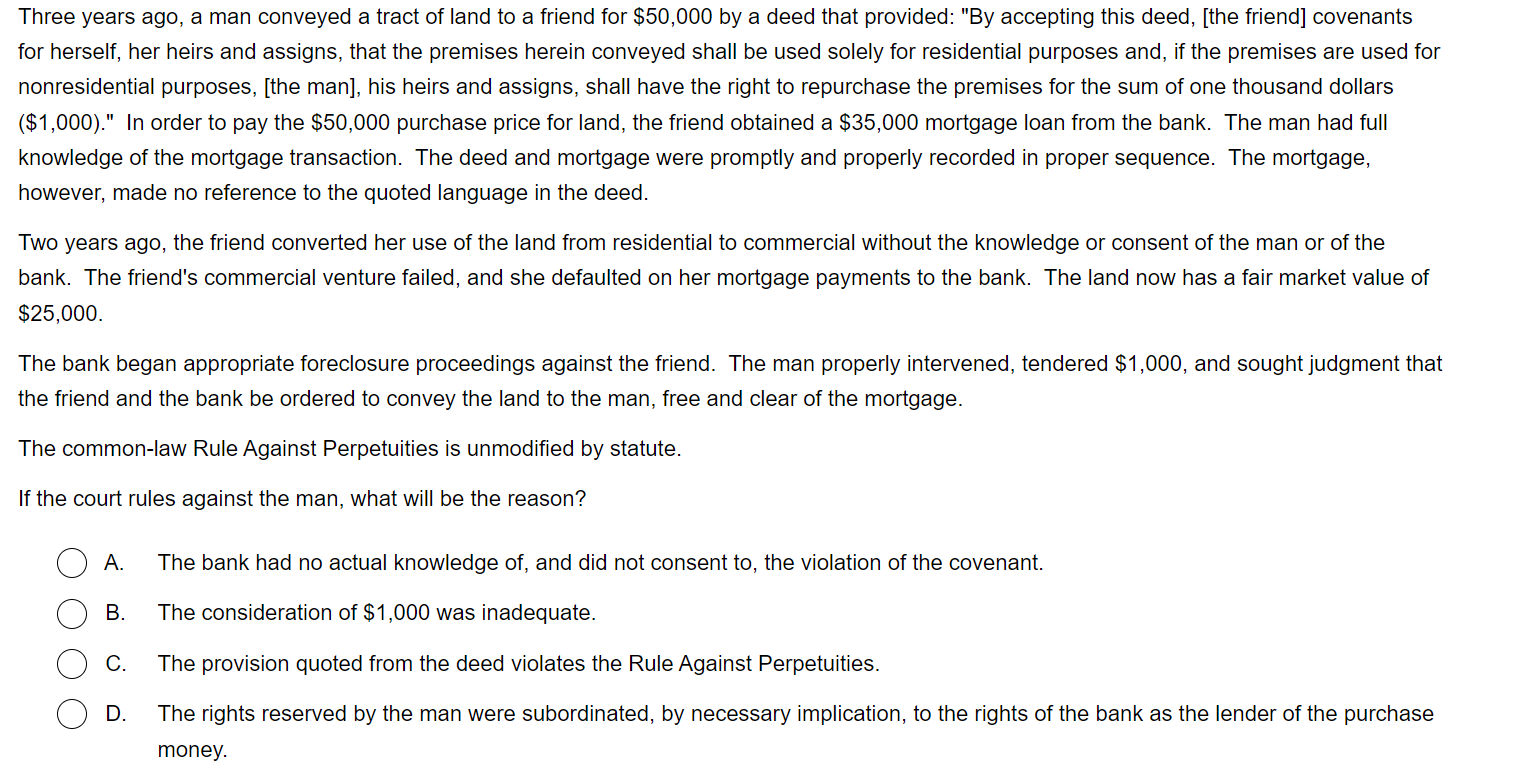 Three years ago, a man conveyed a tract of land to a friend for $50,000 by a deed that provided: "By accepting this deed, [the friend] covenants
for herself, her heirs and assigns, that the premises herein conveyed shall be used solely for residential purposes and, if the premises are used for
nonresidential purposes, [the man], his heirs and assigns, shall have the right to repurchase the premises for the sum of one thousand dollars
($1,000)." In order to pay the $50,000 purchase price for land, the friend obtained a $35,000 mortgage loan from the bank. The man had full
knowledge of the mortgage transaction. The deed and mortgage were promptly and properly recorded in proper sequence. The mortgage,
however, made no reference to the quoted language in the deed.
Two years ago, the friend converted her use of the land from residential to commercial without the knowledge or consent of the man or of the
bank. The friend's commercial venture failed, and she defaulted on her mortgage payments to the bank. The land now has a fair market value of
$25,000.
The bank began appropriate foreclosure proceedings against the friend. The man properly intervened, tendered $1,000, and sought judgment that
the friend and the bank be ordered to convey the land to the man, free and clear of the mortgage.
The common-law Rule Against Perpetuities is unmodified by statute.
If the court rules against the man, what will be the reason?
A. The bank had no actual knowledge of, and did not consent to, the violation of the covenant.
B. The consideration of $1,000 was inadequate.
C. The provision quoted from the deed violates the Rule Against Perpetuities.
D. The rights reserved by the man were subordinated, by necessary implication, to the rights of the bank as the lender of the purchase
money.